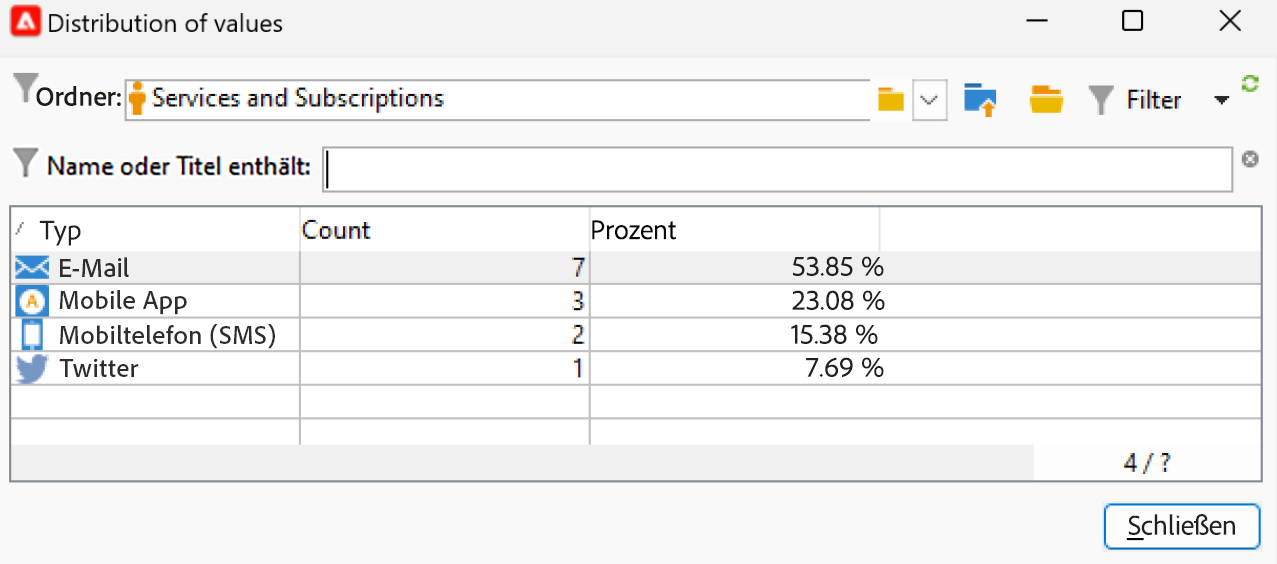 Distribution of values
Ordner: Services and Subscriptions Filter
Name oder Titel enthält:
Typ Count Prozent
E-Mail 7 53.85 %
Mobile App 3 23.08 %
Mobiltelefon (SMS) 2 15.38 %
Twitter 1 7.69 %
4 / ?
Schließen